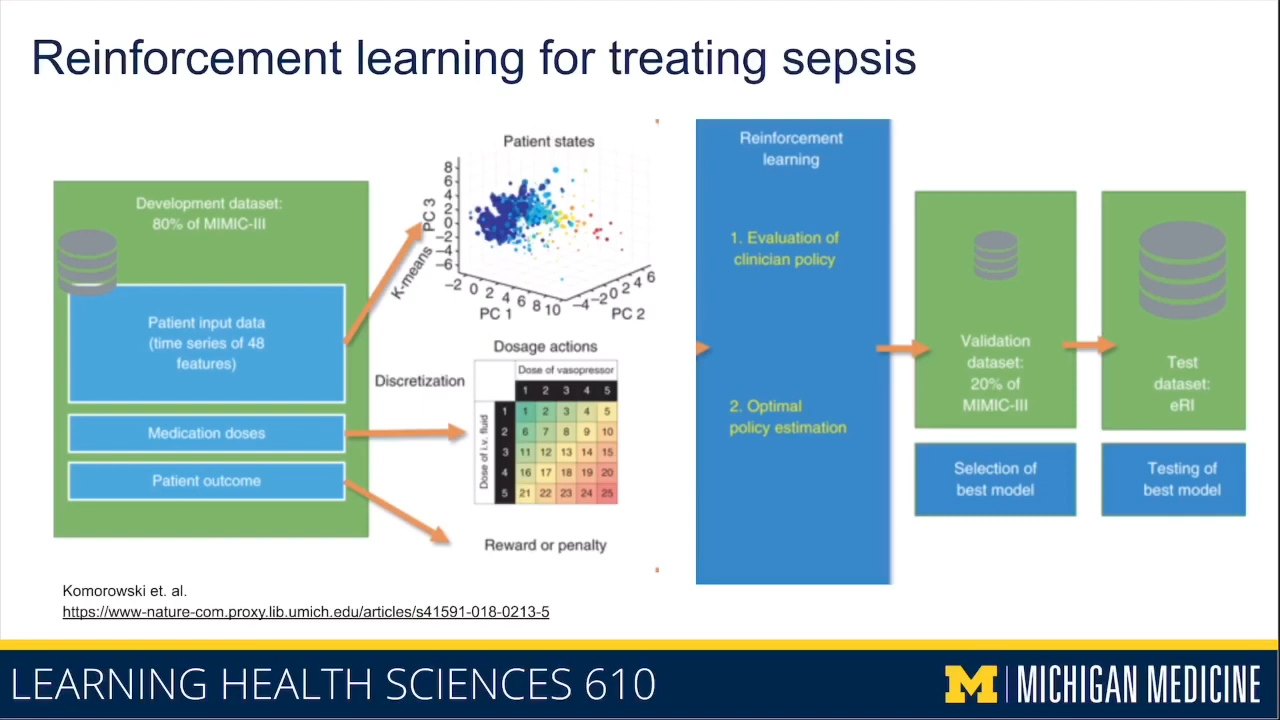 Reinforcement learning for treating sepsis
Development dataset:
80% of MIMIC-III
Patient input data
(time series of 48
features)
Medication doses
Patient outcome
K-means
Discretization
Patient states
8
6
4
2
0
−2
−4
−6
PC 3
−2 0 2 4 6 8 10
PC 1
−4 −2 0 2 4 6
PC 2
Dosage actions
Dose of vasopressor
1 2 3 4 5
Dose of i.v. fluid
1 1 2 3 4 5
2 6 7 8 9 10
3 11 12 13 14 15
4 16 17 18 19 20
5 21 22 23 24 25
Reward or penalty
Reinforcement
learning
1. Evaluation of
clinician policy
2. Optimal
policy estimation
Validation
dataset:
20% of
MIMIC-III
Selection of
best model
Test
dataset:
eRI
Testing of
best model
Komorowski et. al.
https://www-nature-com.proxy.lib.umich.edu/articles/s41591-018-0213-5
LEARNING HEALTH SCIENCES 610
M MICHIGAN MEDICINE